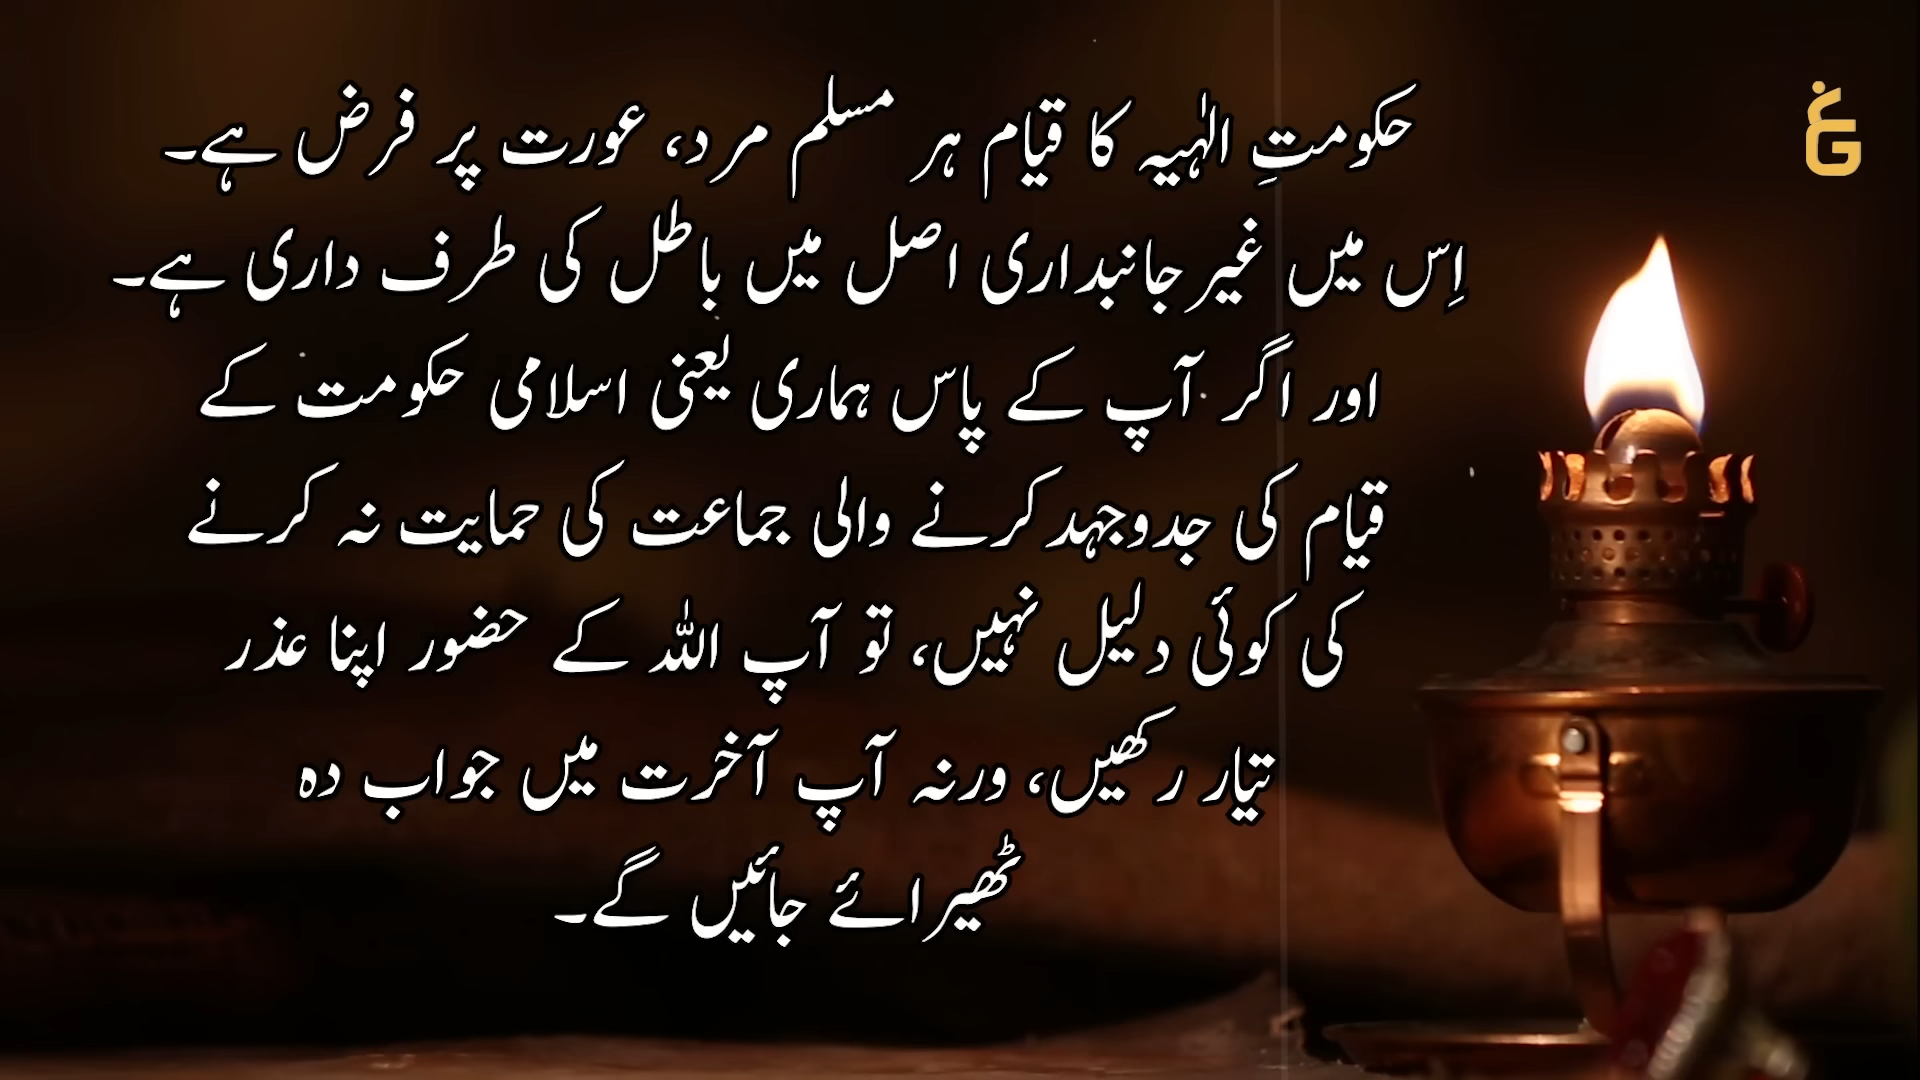 حکومتِ الٰہیہ کا قیام ہر مسلم مرد، عورت پر فرض ہے۔
اِس میں غیر جانبداری اصل میں باطل کی طرف داری ہے۔
اور اگر آپ کے پاس ہماری یعنی اسلامی حکومت کے
قیام کی جدوجہد کرنے والی جماعت کی حمایت نہ کرنے
کی کوئی دلیل نہیں، تو آپ اللہ کے حضور اپنا عذر
تیار رکھیں، ورنہ آپ آخرت میں جواب دہ
ٹھیرائے جائیں گے۔